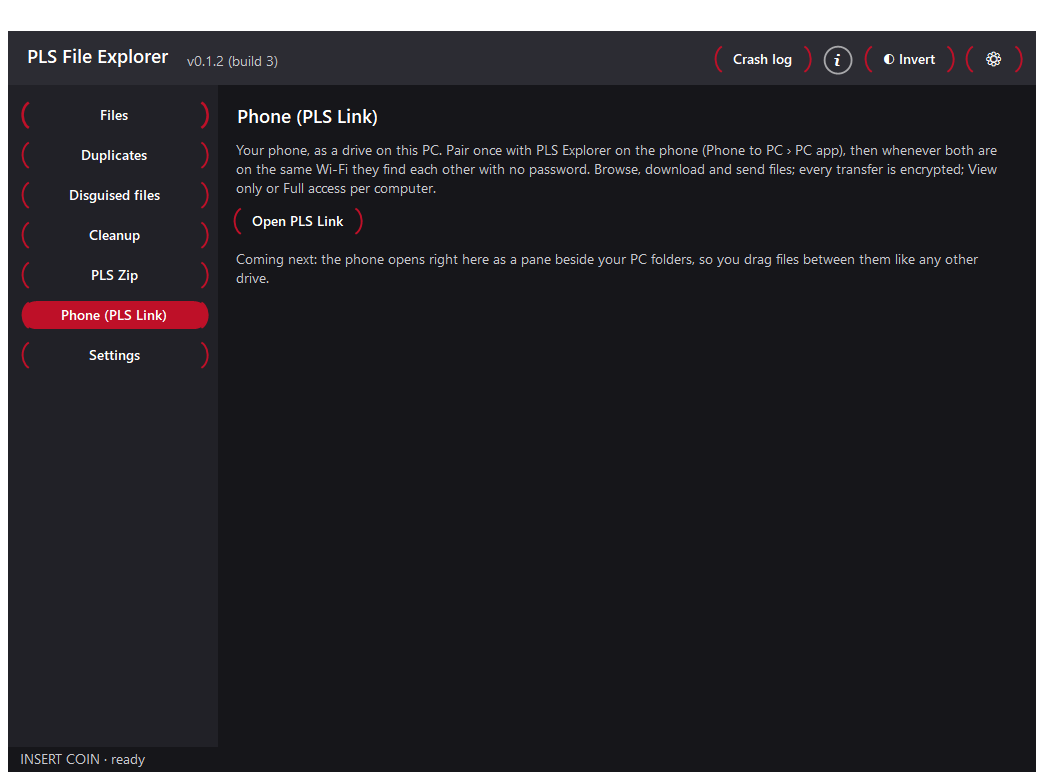 PLS File Explorer v0.1.2 (build 3)
Crash log i Invert
Files
Duplicates
Disguised files
Cleanup
PLS Zip
Phone (PLS Link)
Settings
Phone (PLS Link)
Your phone, as a drive on this PC. Pair once with PLS Explorer on the phone (Phone to PC › PC app), then whenever both are
on the same Wi-Fi they find each other with no password. Browse, download and send files; every transfer is encrypted; View
only or Full access per computer.
Open PLS Link
Coming next: the phone opens right here as a pane beside your PC folders, so you drag files between them like any other
drive.
INSERT COIN · ready